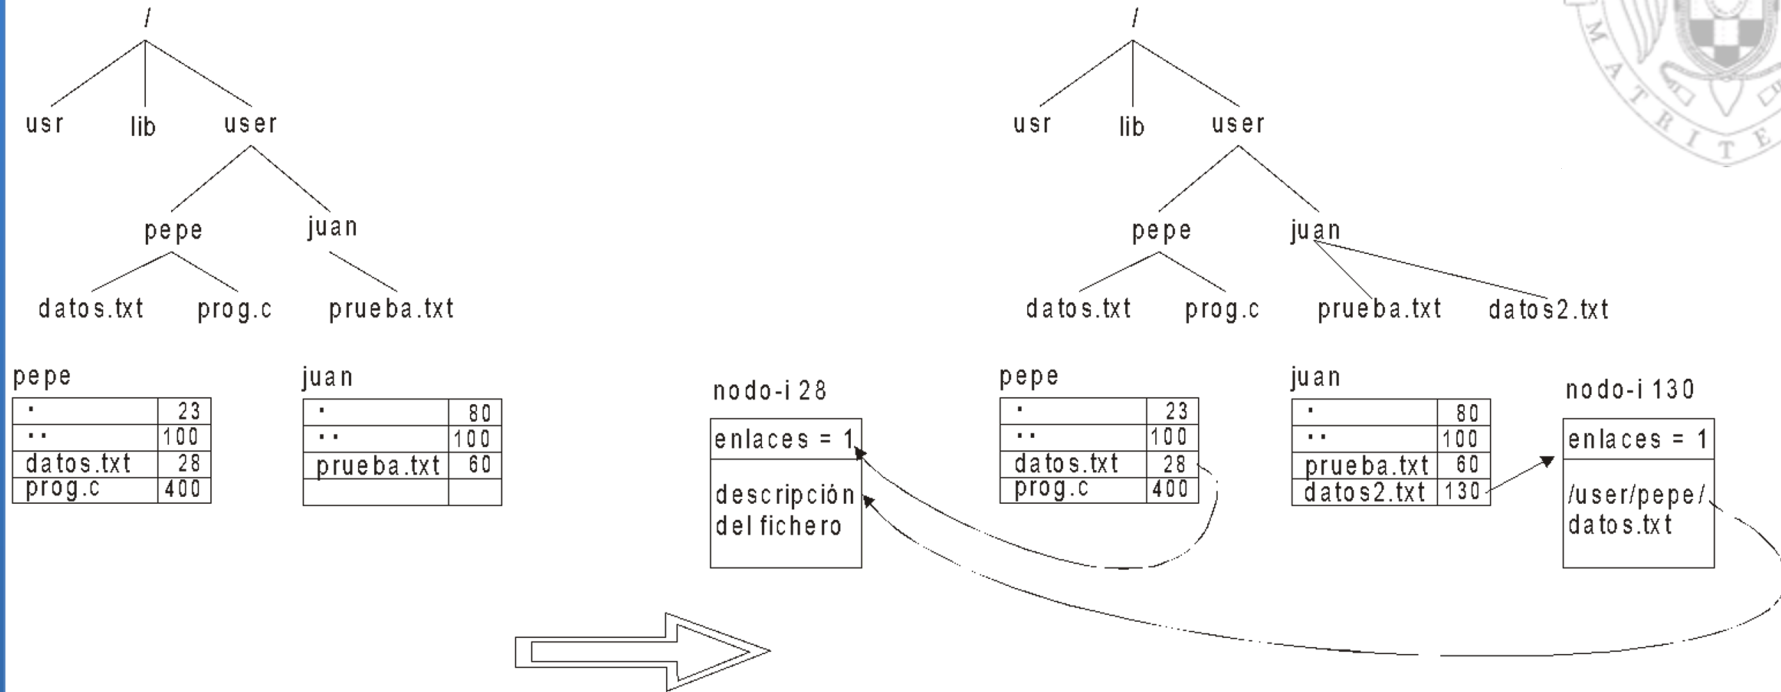 /
usr lib user
pepe juan
datos.txt prog.c prueba.txt
pepe
. 23
.. 100
datos.txt 28
prog.c 400
juan
. 80
.. 100
prueba.txt 60
/
usr lib user
pepe juan
datos.txt prog.c prueba.txt datos2.txt
nodo-i 28
enlaces = 1
descripción
del fichero
pepe
. 23
.. 100
datos.txt 28
prog.c 400
juan
. 80
.. 100
prueba.txt 60
datos2.txt 130
nodo-i 130
enlaces = 1
/user/pepe/
datos.txt
MATRITE